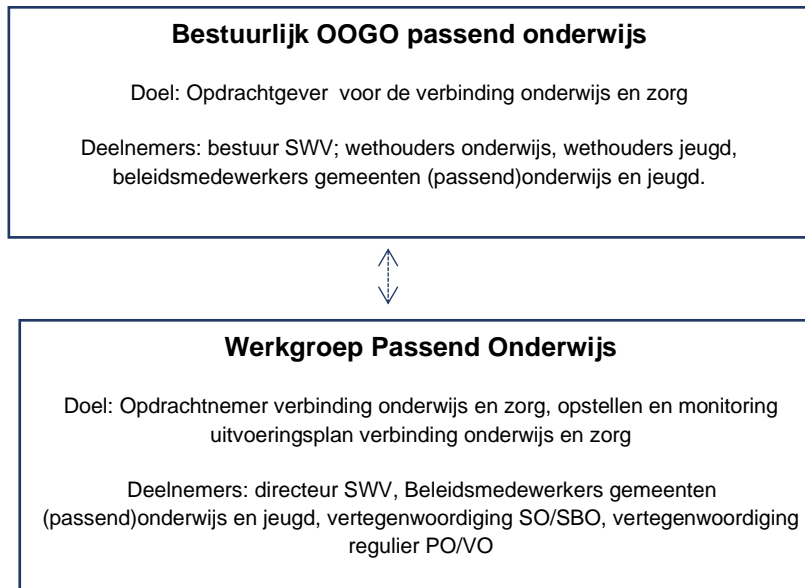 Bestuurlijk OOGO passend onderwijs
Doel: Opdrachtgever voor de verbinding onderwijs en zorg
Deelnemers: bestuur SWV; wethouders onderwijs, wethouders jeugd,
beleidsmedewerkers gemeenten (passend)onderwijs en jeugd.
Werkgroep Passend Onderwijs
Doel: Opdrachtnemer verbinding onderwijs en zorg, opstellen en monitoring
uitvoeringsplan verbinding onderwijs en zorg
Deelnemers: directeur SWV, Beleidsmedewerkers gemeenten
(passend)onderwijs en jeugd, vertegenwoordiging SO/SBO, vertegenwoordiging
regulier PO/VO